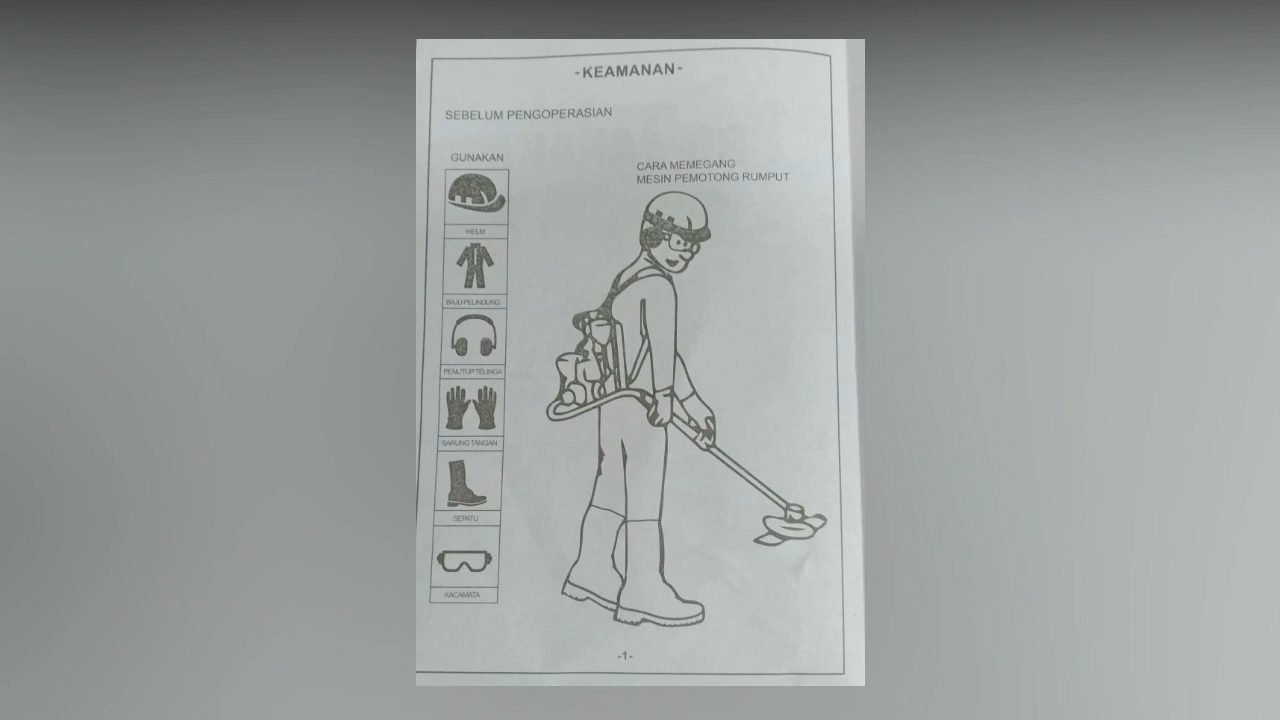 -KEAMANAN-
SEBELUM PENGOPERASIAN
GUNAKAN
HELM
BAJU PELINDUNG
PENUTUP TELINGA
SARUNG TANGAN
SEPATU
KACAMATA
CARA MEMEGANG
MESIN PEMOTONG RUMPUT
-1-